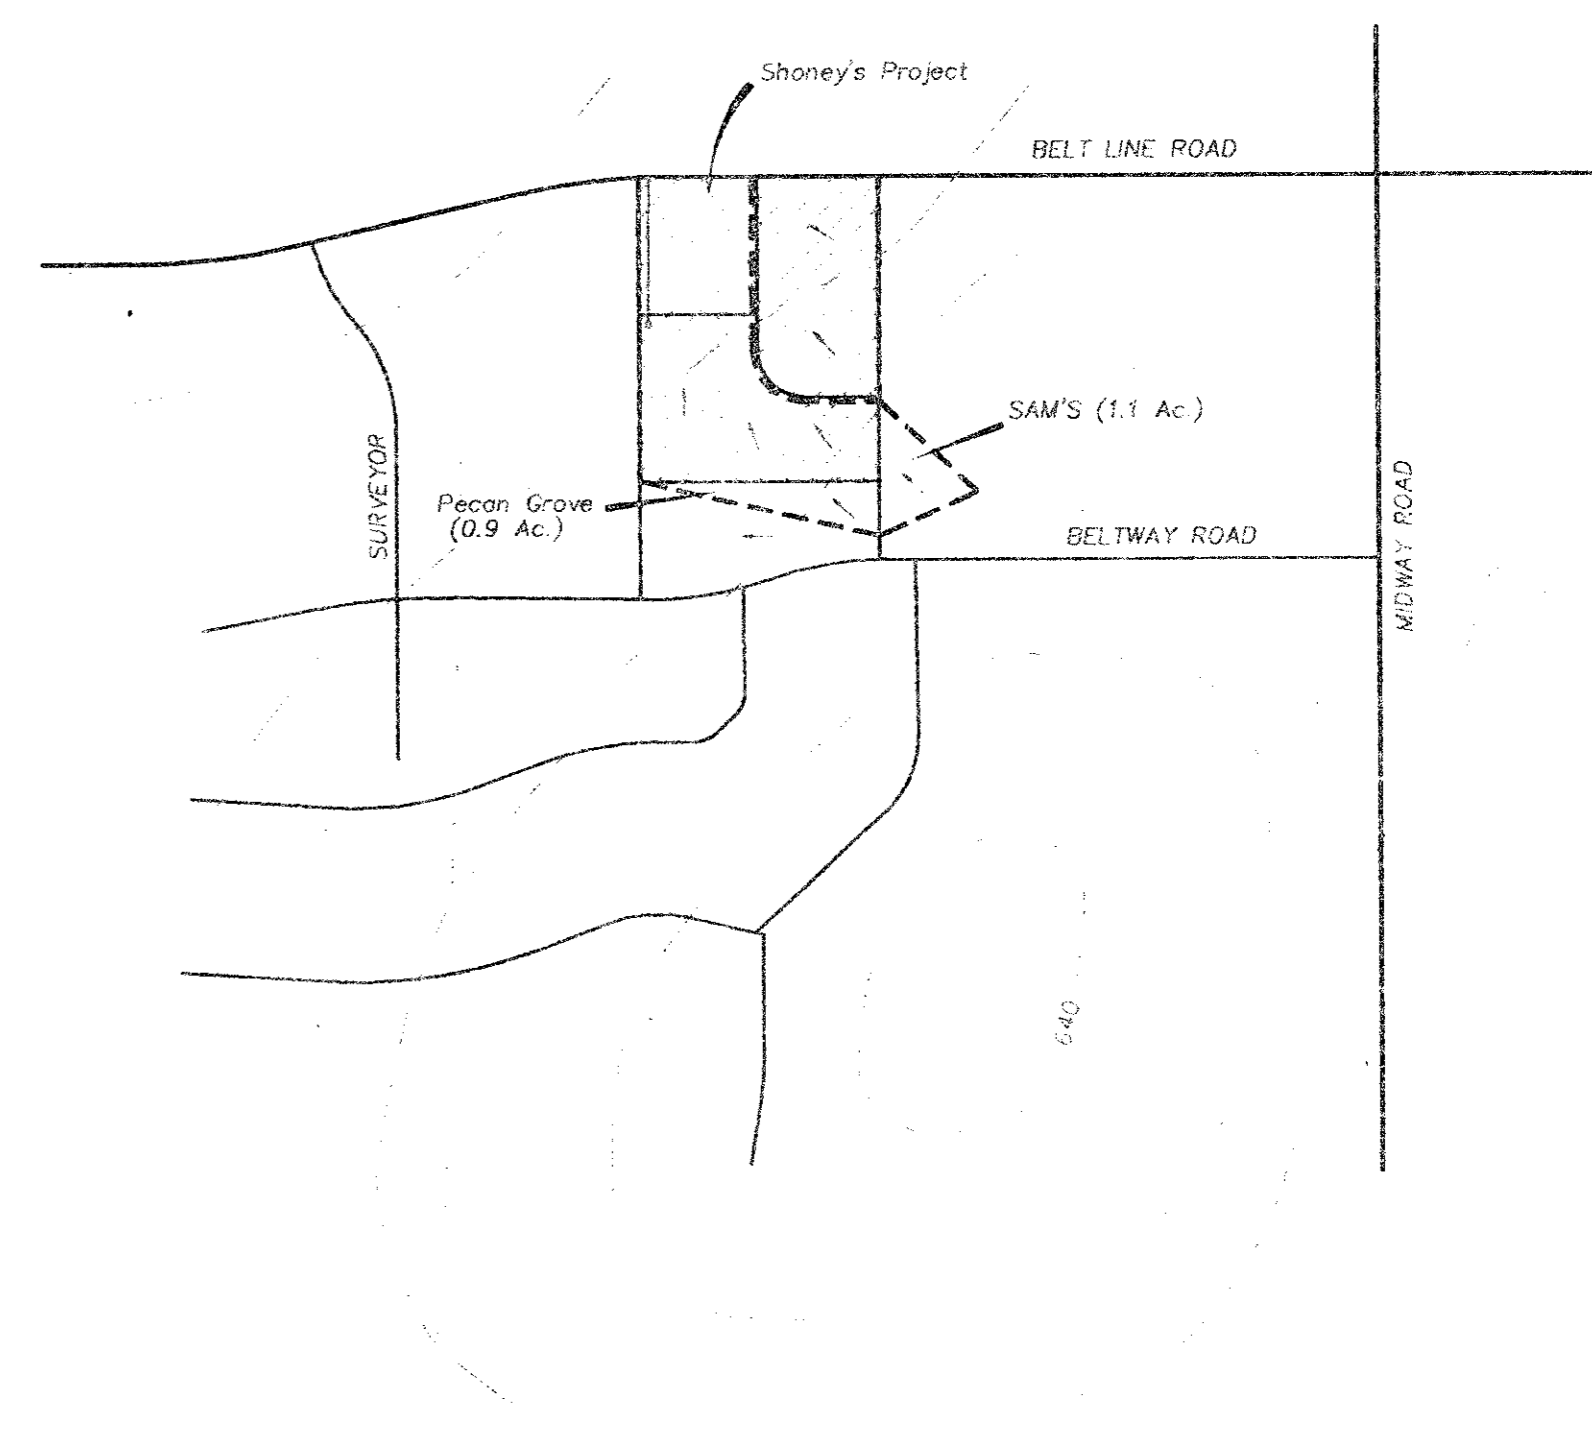 Shoney's Project
BELT LINE ROAD
SAM'S (1.1 Ac.)
SURVEYOR
Pecan Grove
(0.9 Ac.)
BELTWAY ROAD
MIDWAY ROAD
640